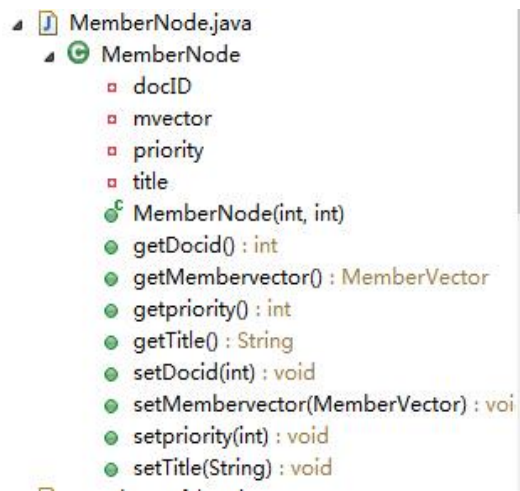 MemberNode.java
MemberNode
docID
mvector
priority
title
MemberNode(int, int)
getDocid() : int
getMembervector() : MemberVector
getpriority() : int
getTitle() : String
setDocid(int) : void
setMembervector(MemberVector) : voi
setpriority(int) : void
setTitle(String) : void